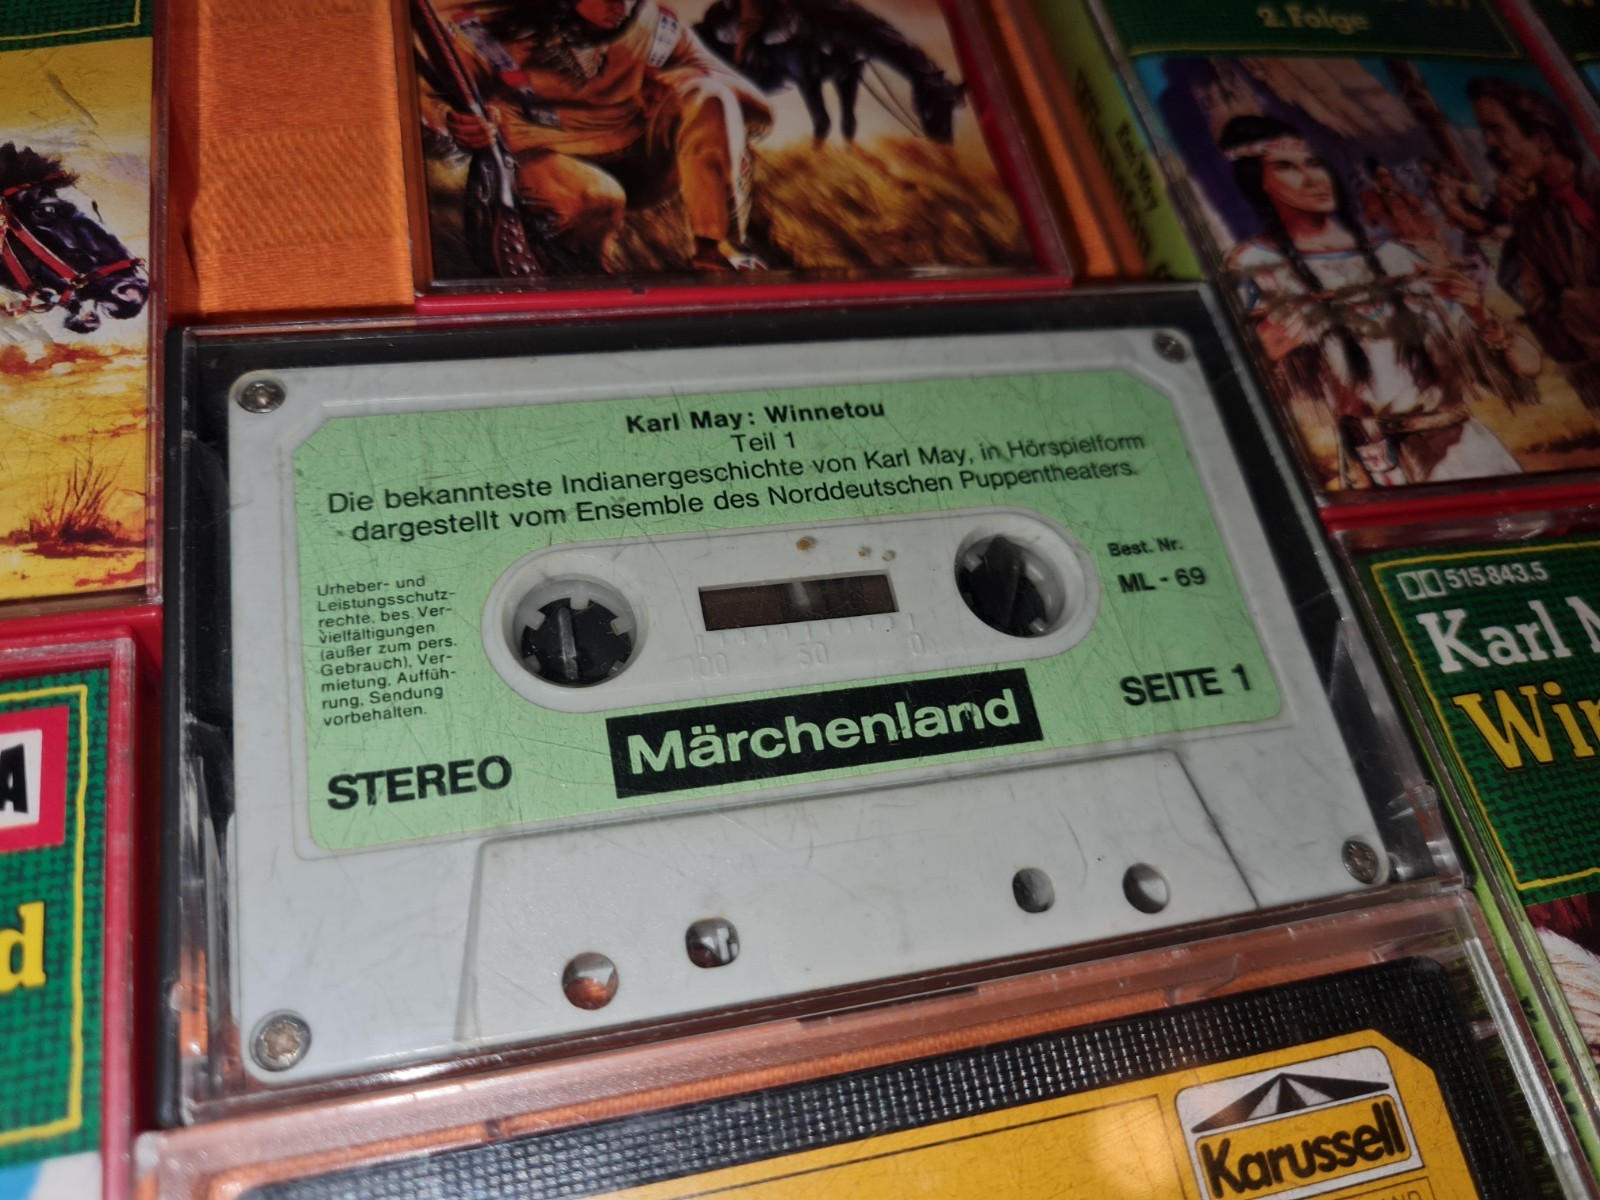 2. Folge
Karl May: Winnetou
Teil 1
Die bekannteste Indianergeschichte von Karl May, in Hörspielform
dargestellt vom Ensemble des Norddeutschen Puppentheaters.
Urheber- und
Leistungsschutz-
rechte, bes. Ver-
vielfältigungen
(außer zum pers.
Gebrauch), Ver-
mietung, Auffüh-
rung, Sendung
vorbehalten.
Best. Nr.
ML - 69
100 50 0
STEREO
Märchenland
SEITE 1
515 843.5
Karl
Karussell